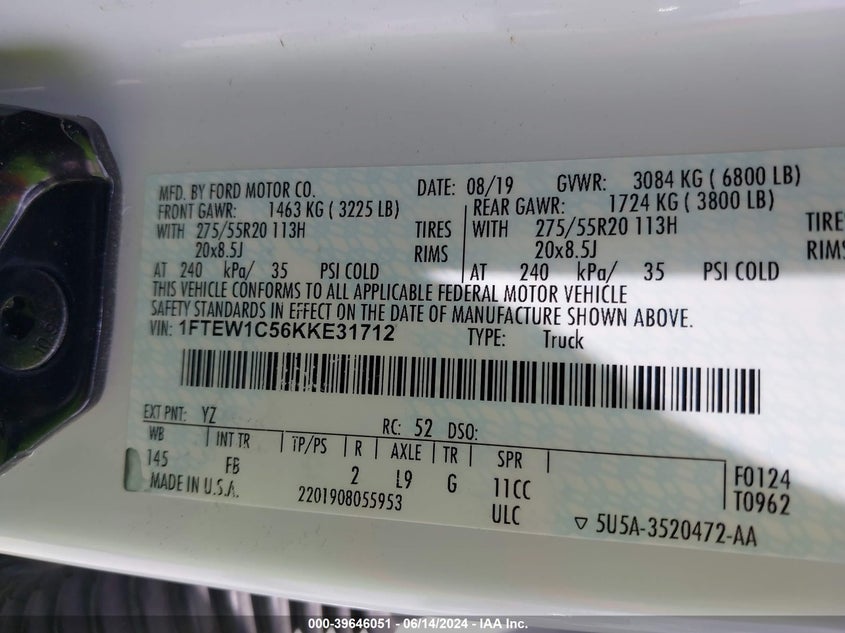 MFD. BY FORD MOTOR CO. DATE: 08/19 GVWR: 3084 KG ( 6800 LB)
FRONT GAWR: 1463 KG ( 3225 LB) REAR GAWR: 1724 KG ( 3800 LB)
WITH 275/55R20 113H TIRES WITH 275/55R20 113H TIRE
20x8.5J RIMS 20x8.5J RIMS
AT 240 kPa/ 35 PSI COLD AT 240 kPa/ 35 PSI COLD
THIS VEHICLE CONFORMS TO ALL APPLICABLE FEDERAL MOTOR VEHICLE
SAFETY STANDARDS IN EFFECT ON THE DATE OF MANUFACTURE SHOWN ABOVE.
VIN: 1FTEW1C56KKE31712 TYPE: Truck
EXT PNT: YZ RC: 52 DSO:
WB INT TR TP/PS R AXLE TR SPR
145 FB 2 L9 G 11CC F0124
MADE IN U.S.A. 2201908055953 ULC T0962
5U5A-3520472-AA
000-39646051 - 06/14/2024 - IAA Inc.